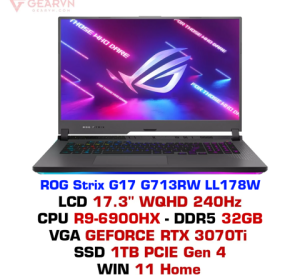 GEARVN
ROG Strix G17 G713RW LL178W
LCD 17.3" WQHD 240Hz
CPU R9-6900HX - DDR5 32GB
VGA GEFORCE RTX 3070Ti
SSD 1TB PCIE Gen 4
WIN 11 Home